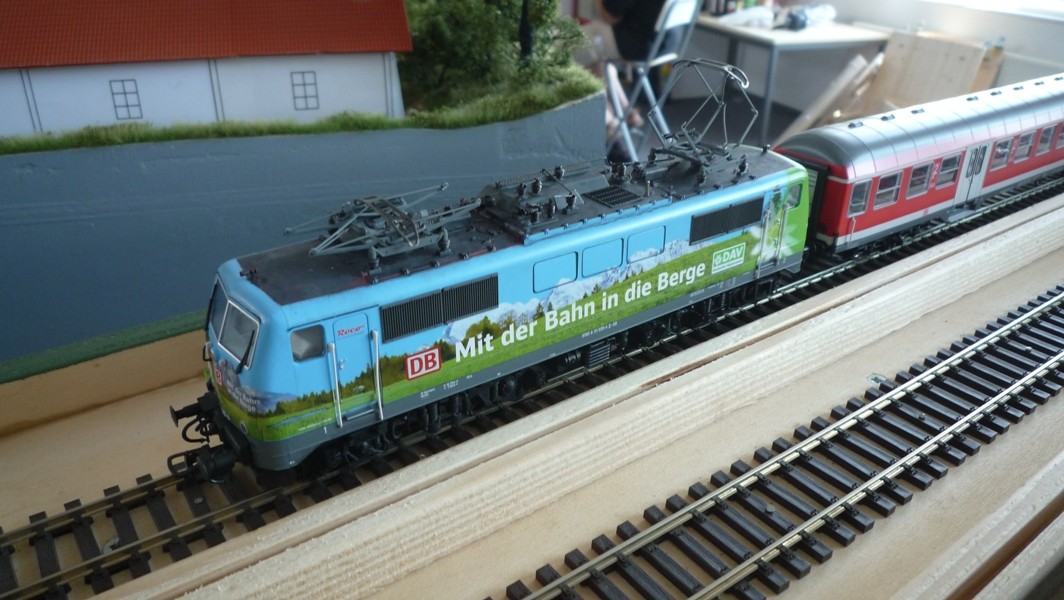 Roco
DB
Mit der Bahn in die Berge
DAV